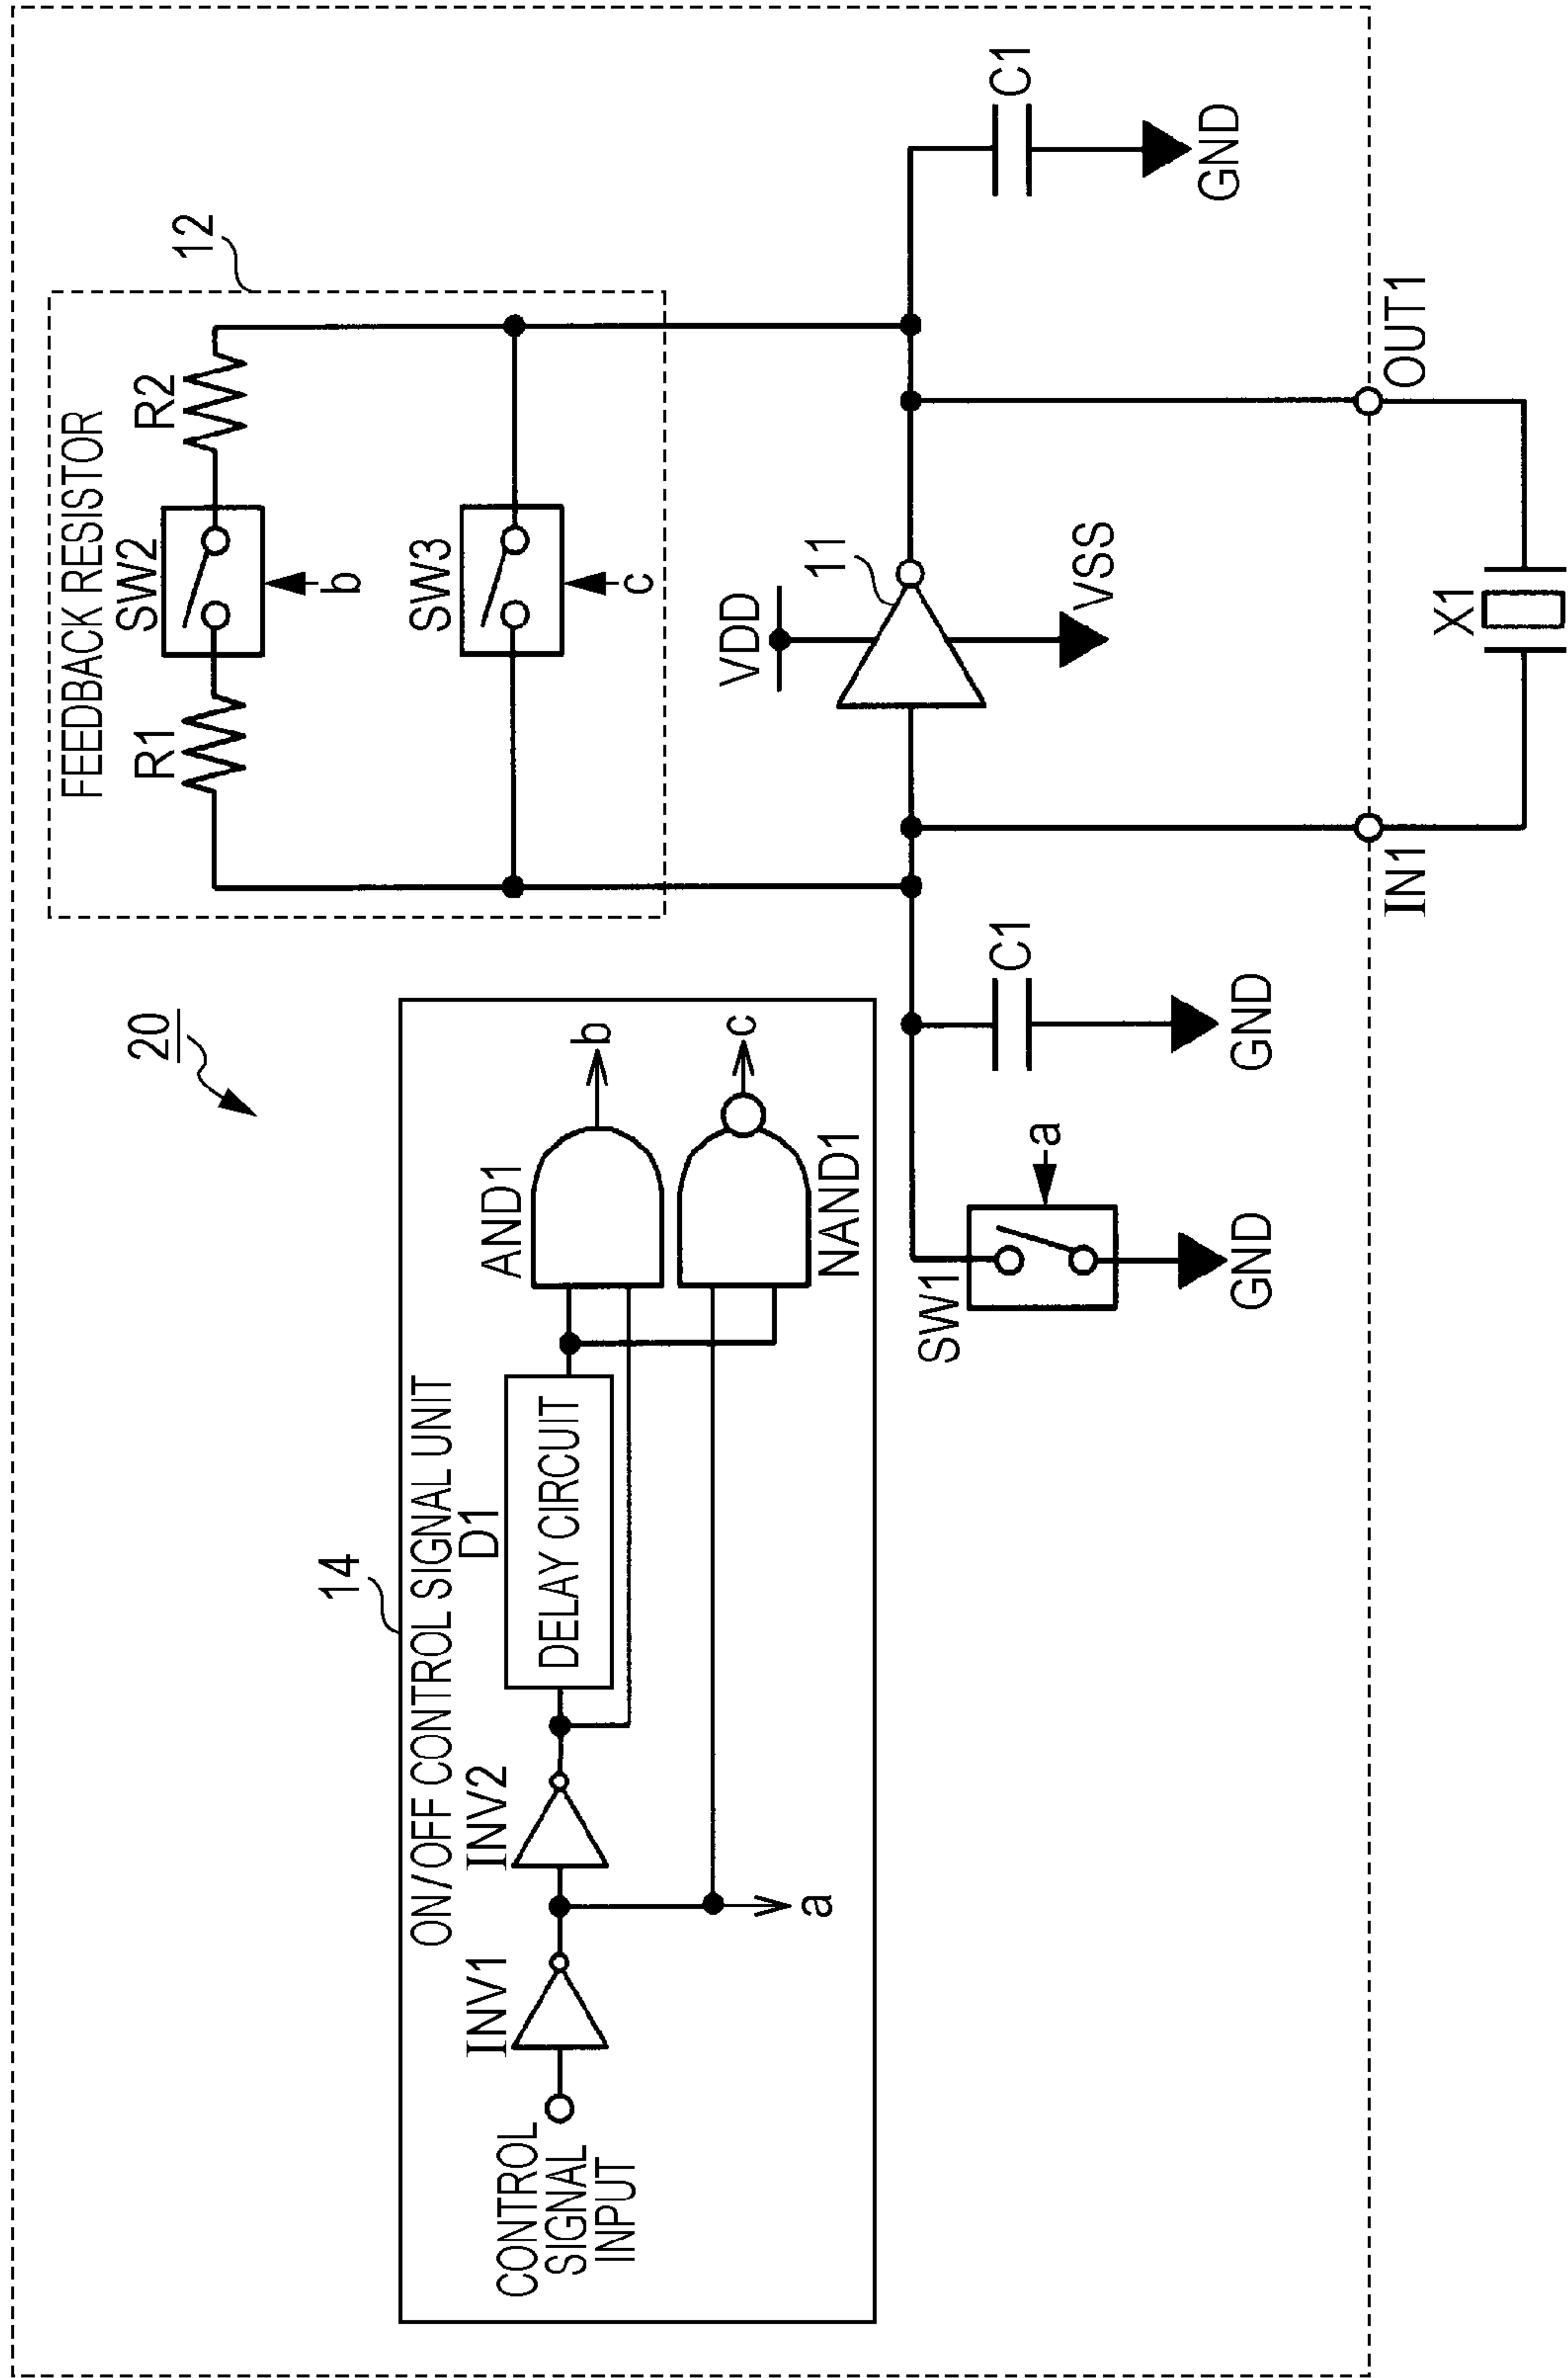 20
14
ON/OFF CONTROL SIGNAL UNIT
CONTROL
SIGNAL
INPUT
INV1
INV2
D1
DELAY CIRCUIT
AND1
NAND1
a
b
c
12
FEEDBACK RESISTOR
R1
SW2
R2
b
SW3
c
VDD
11
VSS
SW1
a
GND
C1
GND
C1
GND
IN1
OUT1
X1